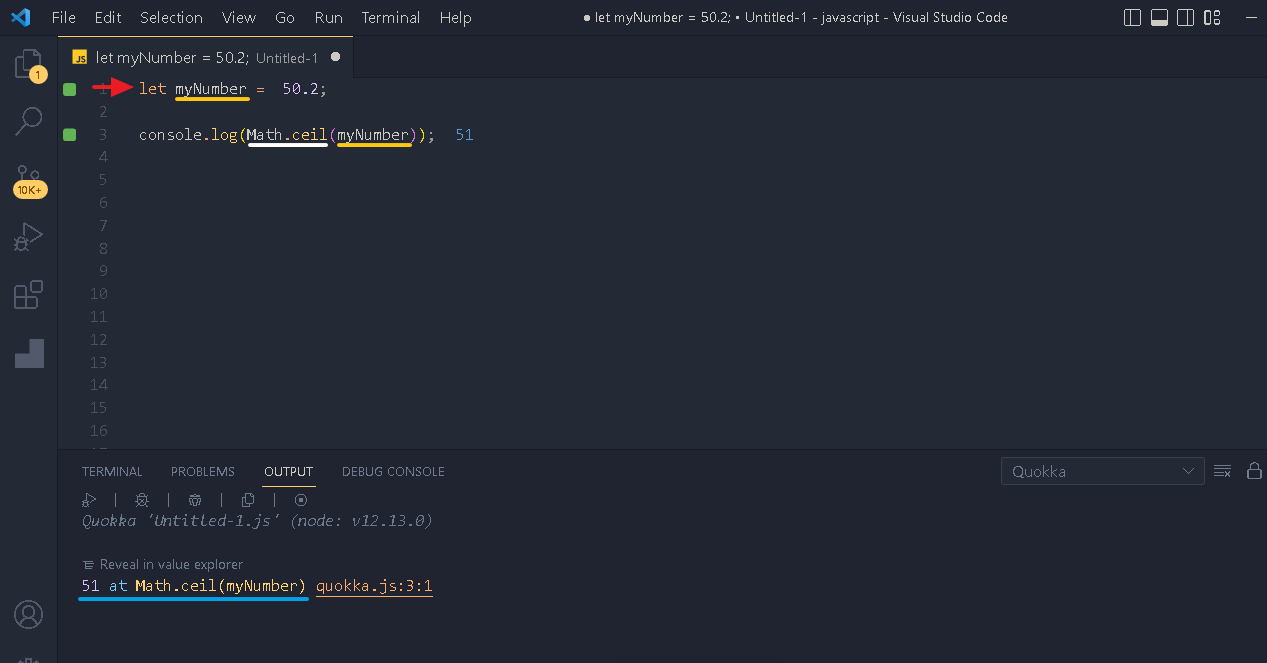 File Edit Selection View Go Run Terminal Help ● let myNumber = 50.2; • Untitled-1 - javascript - Visual Studio Code
JS let myNumber = 50.2; Untitled-1 ●
1
1 let myNumber = 50.2;
2
3 console.log(Math.ceil(myNumber)); 51
4
5
10K+
6
7
8
9
10
11
12
13
14
15
16
TERMINAL PROBLEMS OUTPUT DEBUG CONSOLE Quokka
Quokka 'Untitled-1.js' (node: v12.13.0)
Reveal in value explorer
51 at Math.ceil(myNumber) quokka.js:3:1